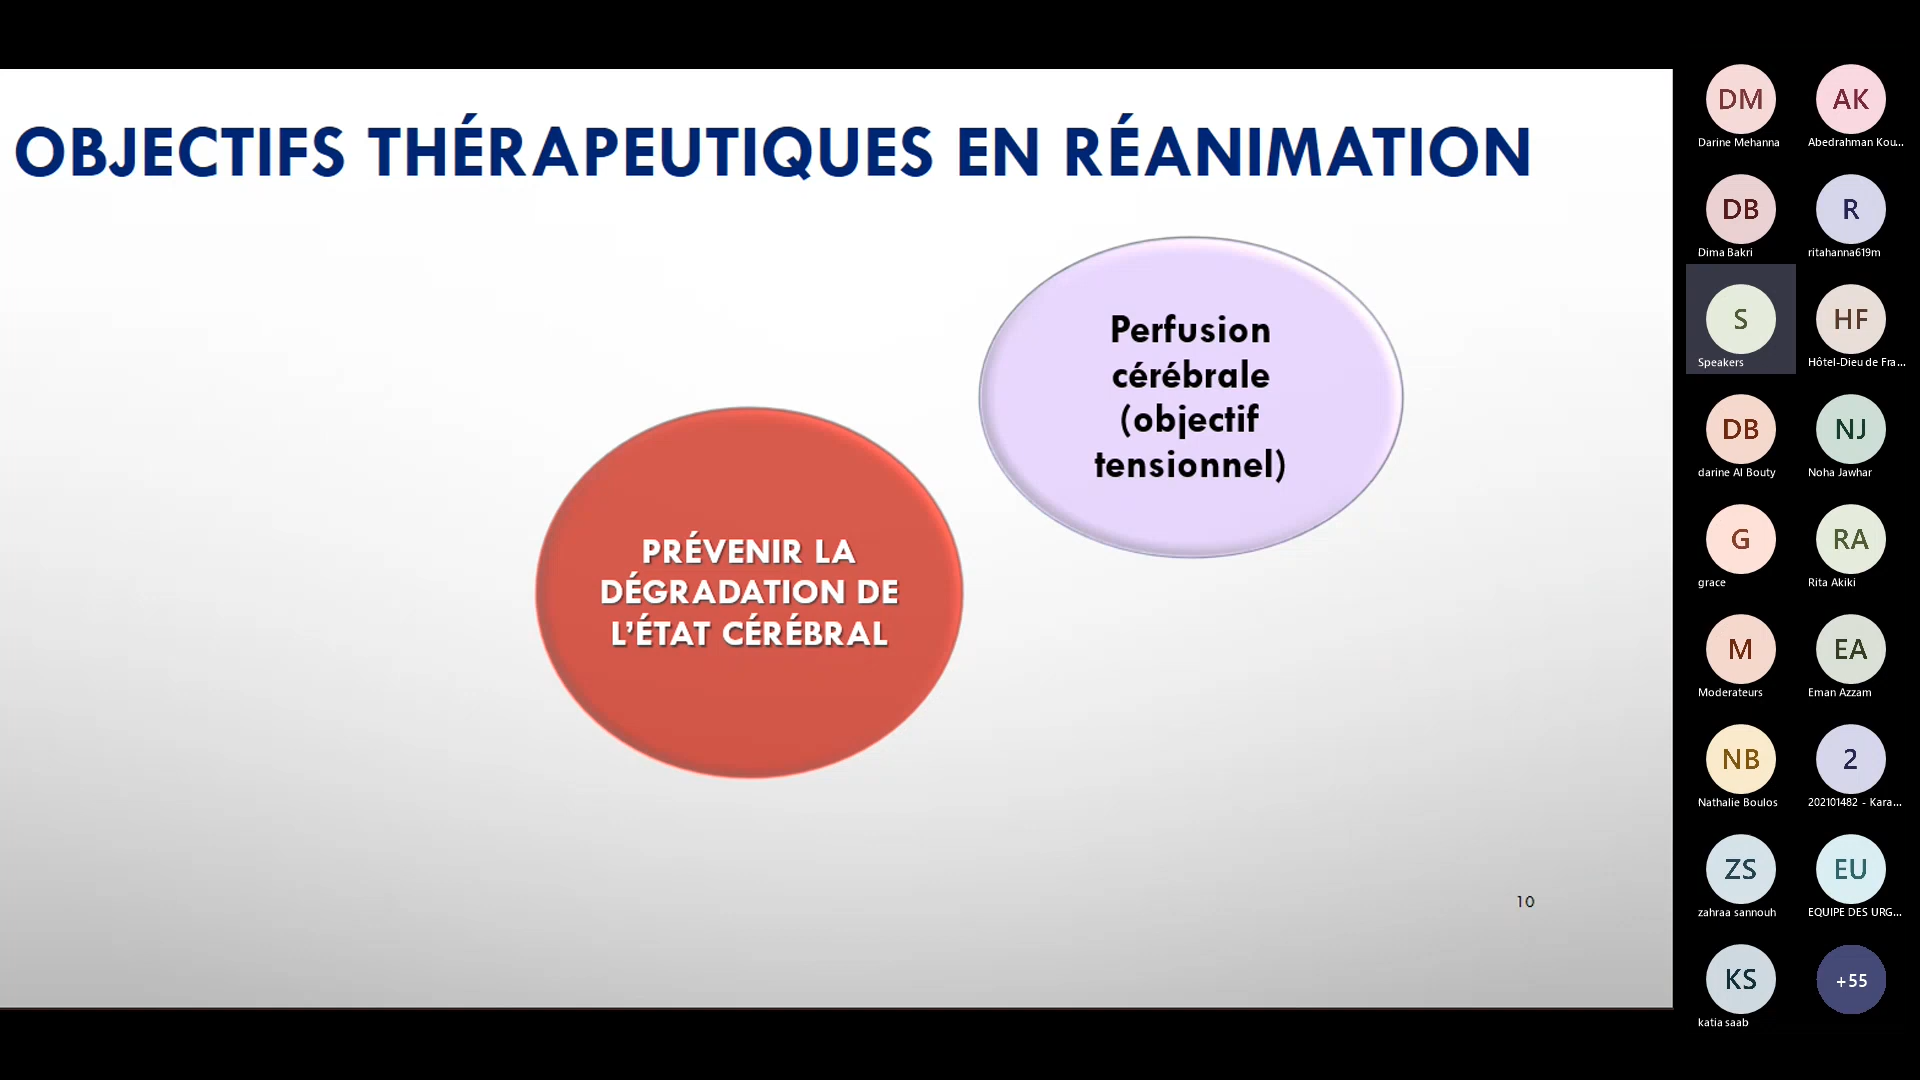 OBJECTIFS THÉRAPEUTIQUES EN RÉANIMATION
Perfusion
cérébrale
(objectif
tensionnel)
PRÉVENIR LA
DÉGRADATION DE
L’ÉTAT CÉRÉBRAL
10
DM
Darine Mehanna
AK
Abedrahman Kou...
DB
Dima Bakri
R
ritahanna619m
S
Speakers
HF
Hôtel-Dieu de Fra...
DB
darine Al Bouty
NJ
Noha Jawhar
G
grace
RA
Rita Akiki
M
Moderateurs
EA
Eman Azzam
NB
Nathalie Boulos
2
202101482 - Kara...
ZS
zahraa sannouh
EU
EQUIPE DES URG...
KS
katia saab
+55